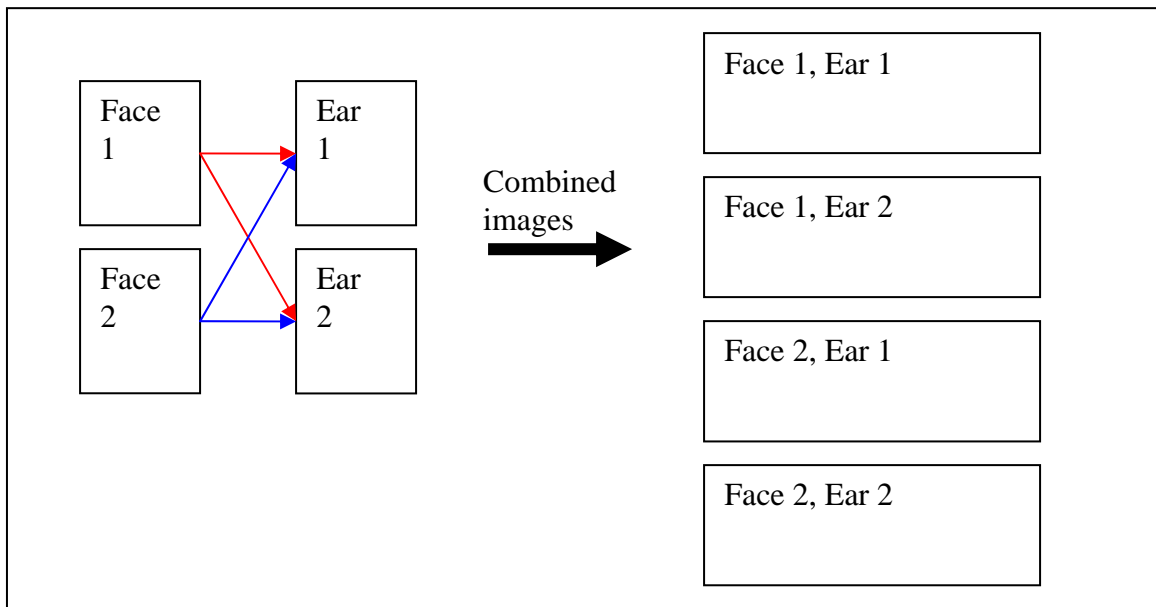 Face
1
Ear
1
Face
2
Ear
2
Combined
images
Face 1, Ear 1
Face 1, Ear 2
Face 2, Ear 1
Face 2, Ear 2